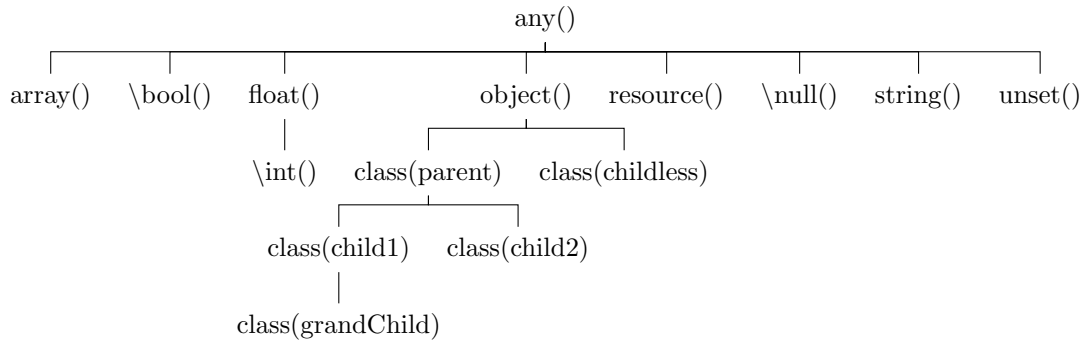 any()
array() \bool() float() object() resource() \null() string() unset()
\int() class(parent) class(childless)
class(child1) class(child2)
class(grandChild)